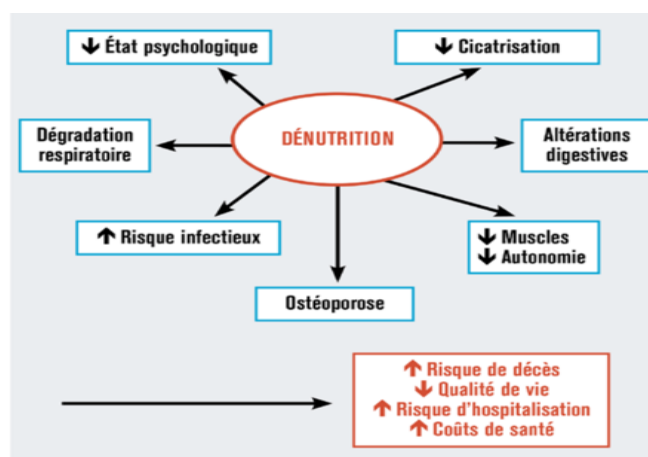 ↓ État psychologique
↓ Cicatrisation
DÉNUTRITION
Dégradation
respiratoire
Altérations
digestives
↑ Risque infectieux
↓ Muscles
↓ Autonomie
Ostéoporose
↑ Risque de décès
↓ Qualité de vie
↑ Risque d'hospitalisation
↑ Coûts de santé